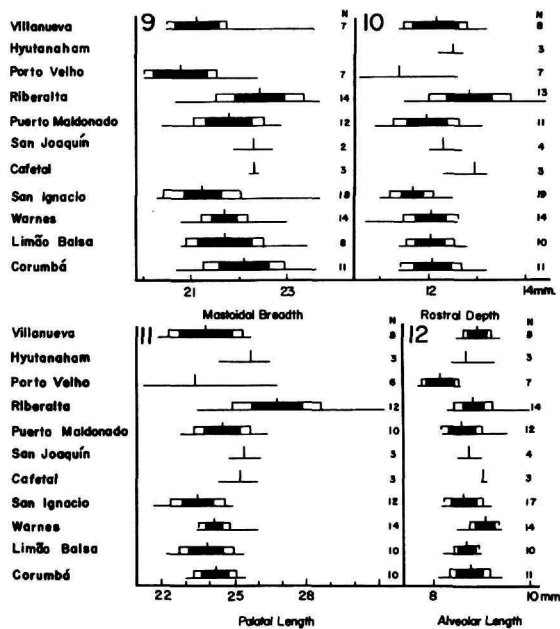 9 N 10 N
Villanueva 7 8
Hyutanaham 3
Porto Velho 7 7
Riberalta 14 13
Puerto Maldonado 12 11
San Joaquín 2 4
Cafetal 3 3
San Ignacio 18 19
Warnes 14 14
Limão Balsa 8 10
Corumbá 11 11
21 23 12 14mm.
Mastoidal Breadth Rostral Depth
11 N 12 N
Villanueva 8 8
Hyutanaham 3 3
Porto Velho 6 7
Riberalta 12 14
Puerto Maldonado 10 12
San Joaquín 3 4
Cafetal 3 3
San Ignacio 12 17
Warnes 14 14
Limão Balsa 10 10
Corumbá 10 11
22 25 28 8 10mm
Palatal Length Alveolar Length